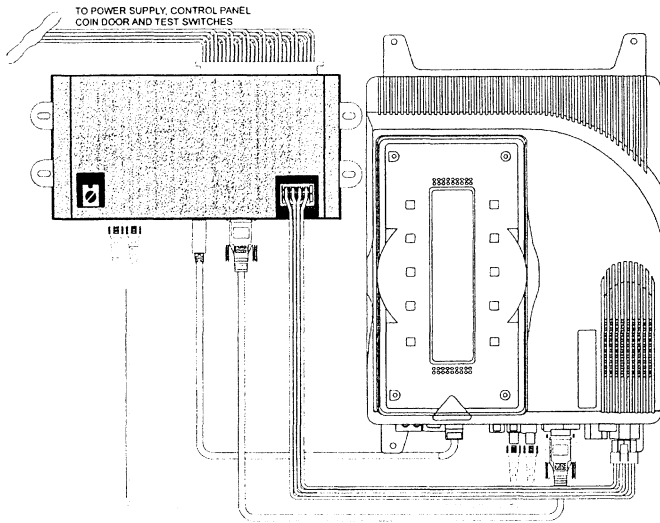 TO POWER SUPPLY, CONTROL PANEL
COIN DOOR AND TEST SWITCHES